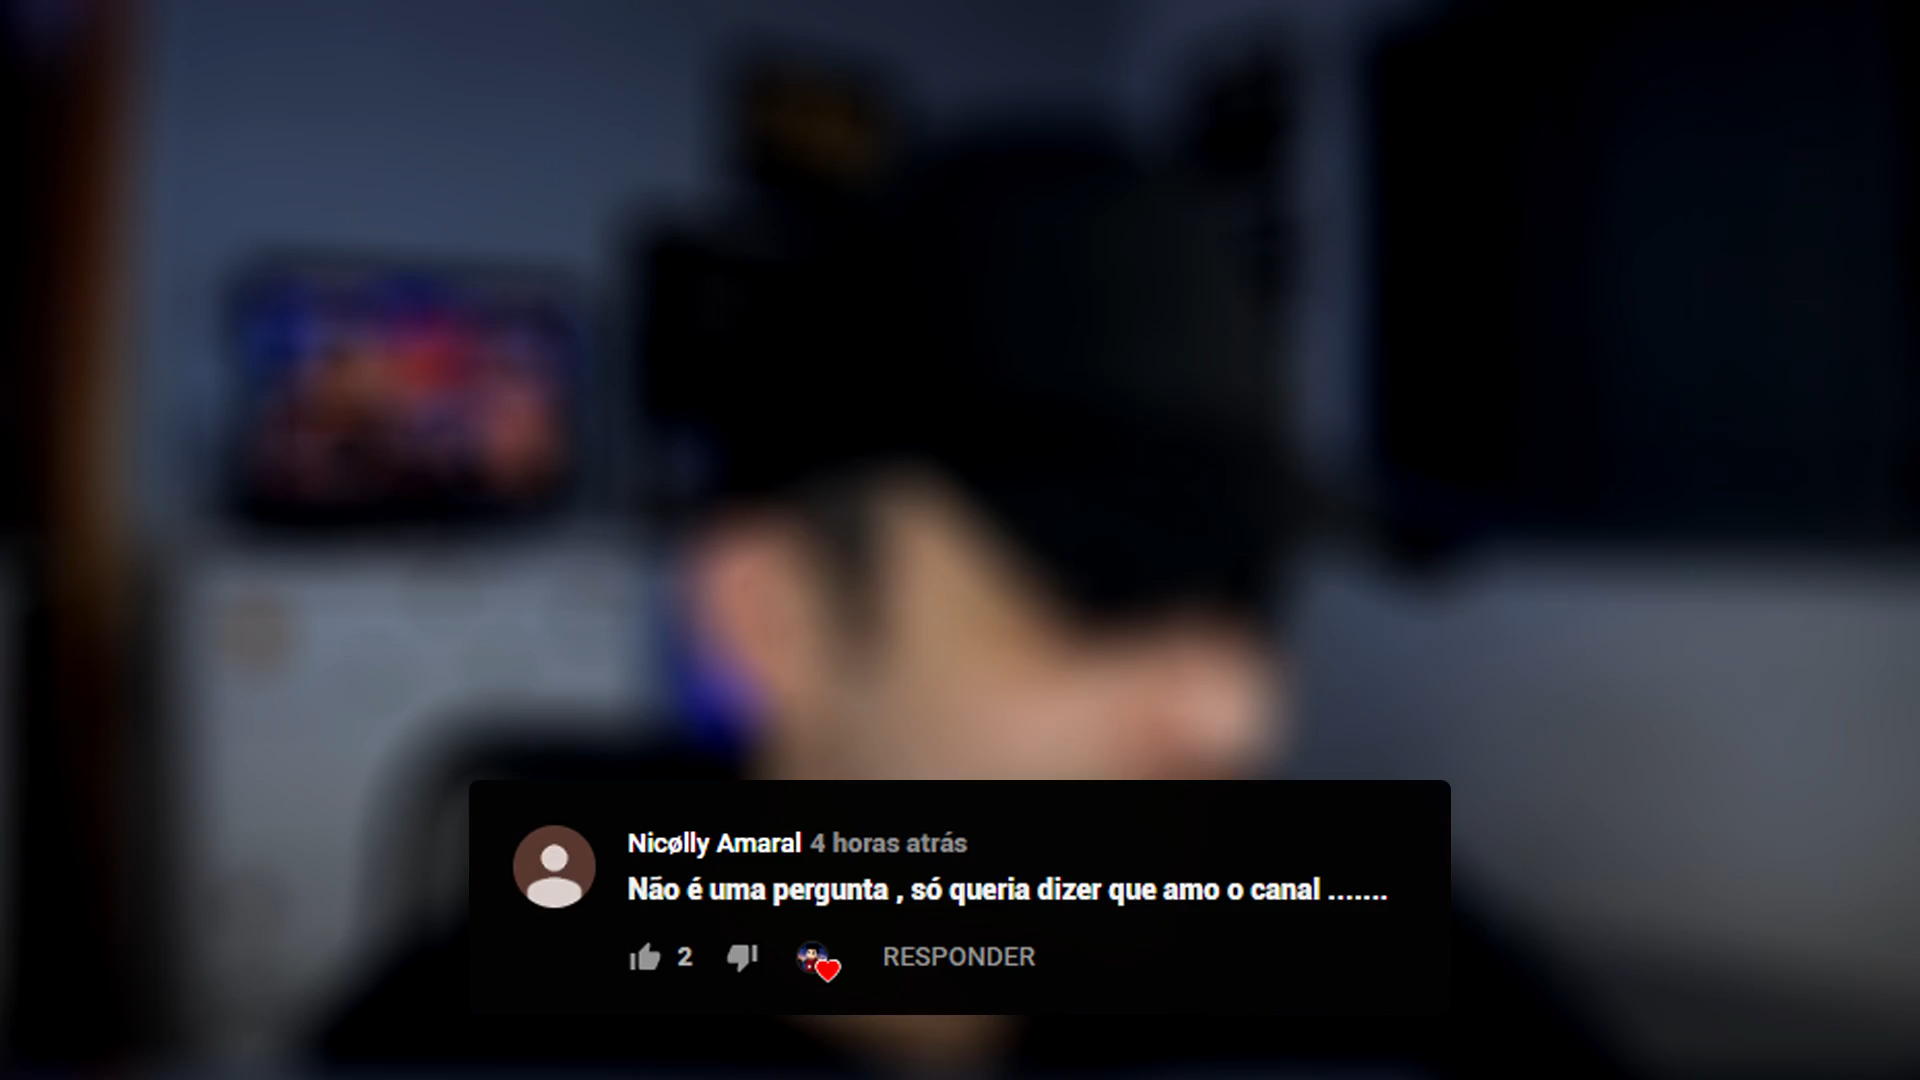 Nicølly Amaral 4 horas atrás
Não é uma pergunta , só queria dizer que amo o canal .......
2
RESPONDER